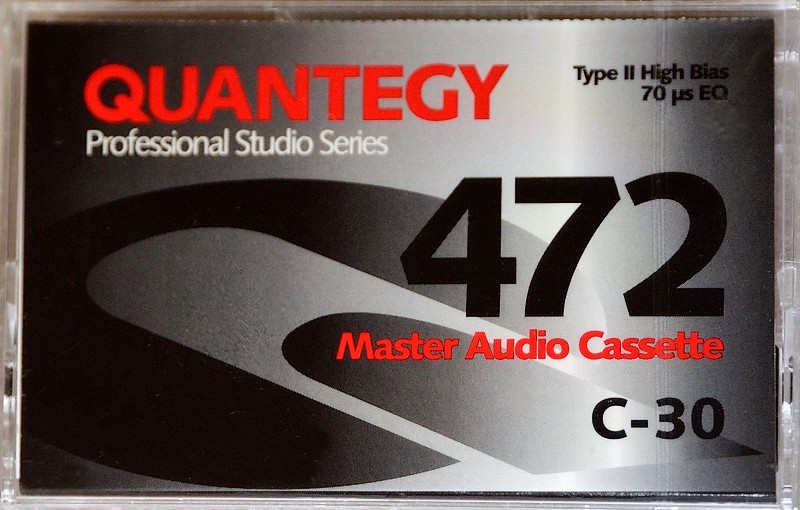 QUANTEGY
Professional Studio Series
Type II High Bias
70 µs EQ
472
Master Audio Cassette
C-30